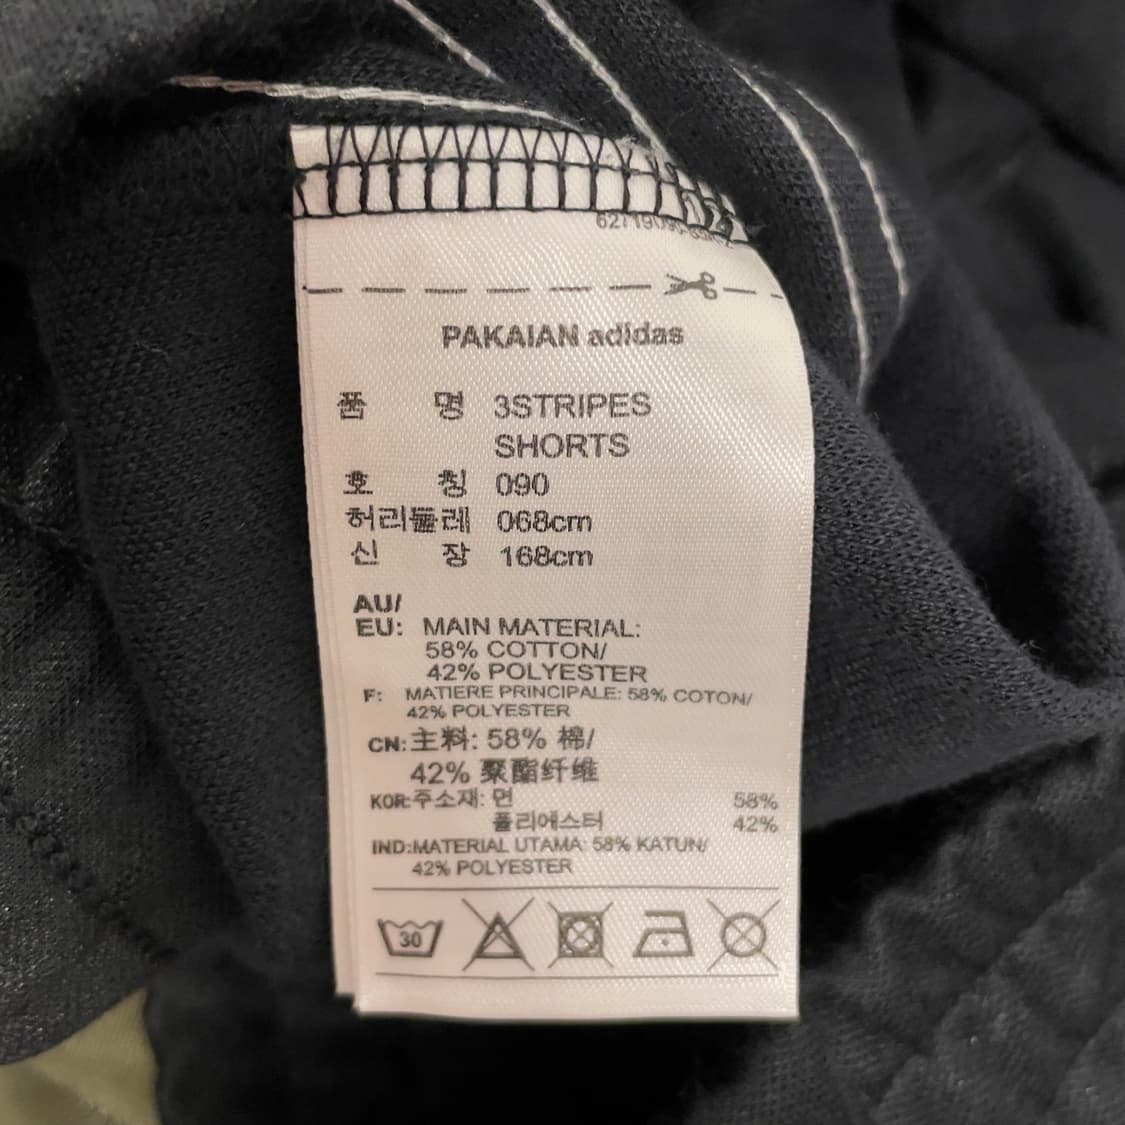 PAKAIAN adidas
품 명 3STRIPES
SHORTS
호 칭 090
허리둘레 068cm
신 장 168cm
AU/
EU: MAIN MATERIAL:
58% COTTON/
42% POLYESTER
F: MATIERE PRINCIPALE: 58% COTON/
42% POLYESTER
CN: 主料: 58% 棉/
42% 聚酯纤维
KOR: 주소재: 면 58%
폴리에스터 42%
IND: MATERIAL UTAMA: 58% KATUN/
42% POLYESTER
30